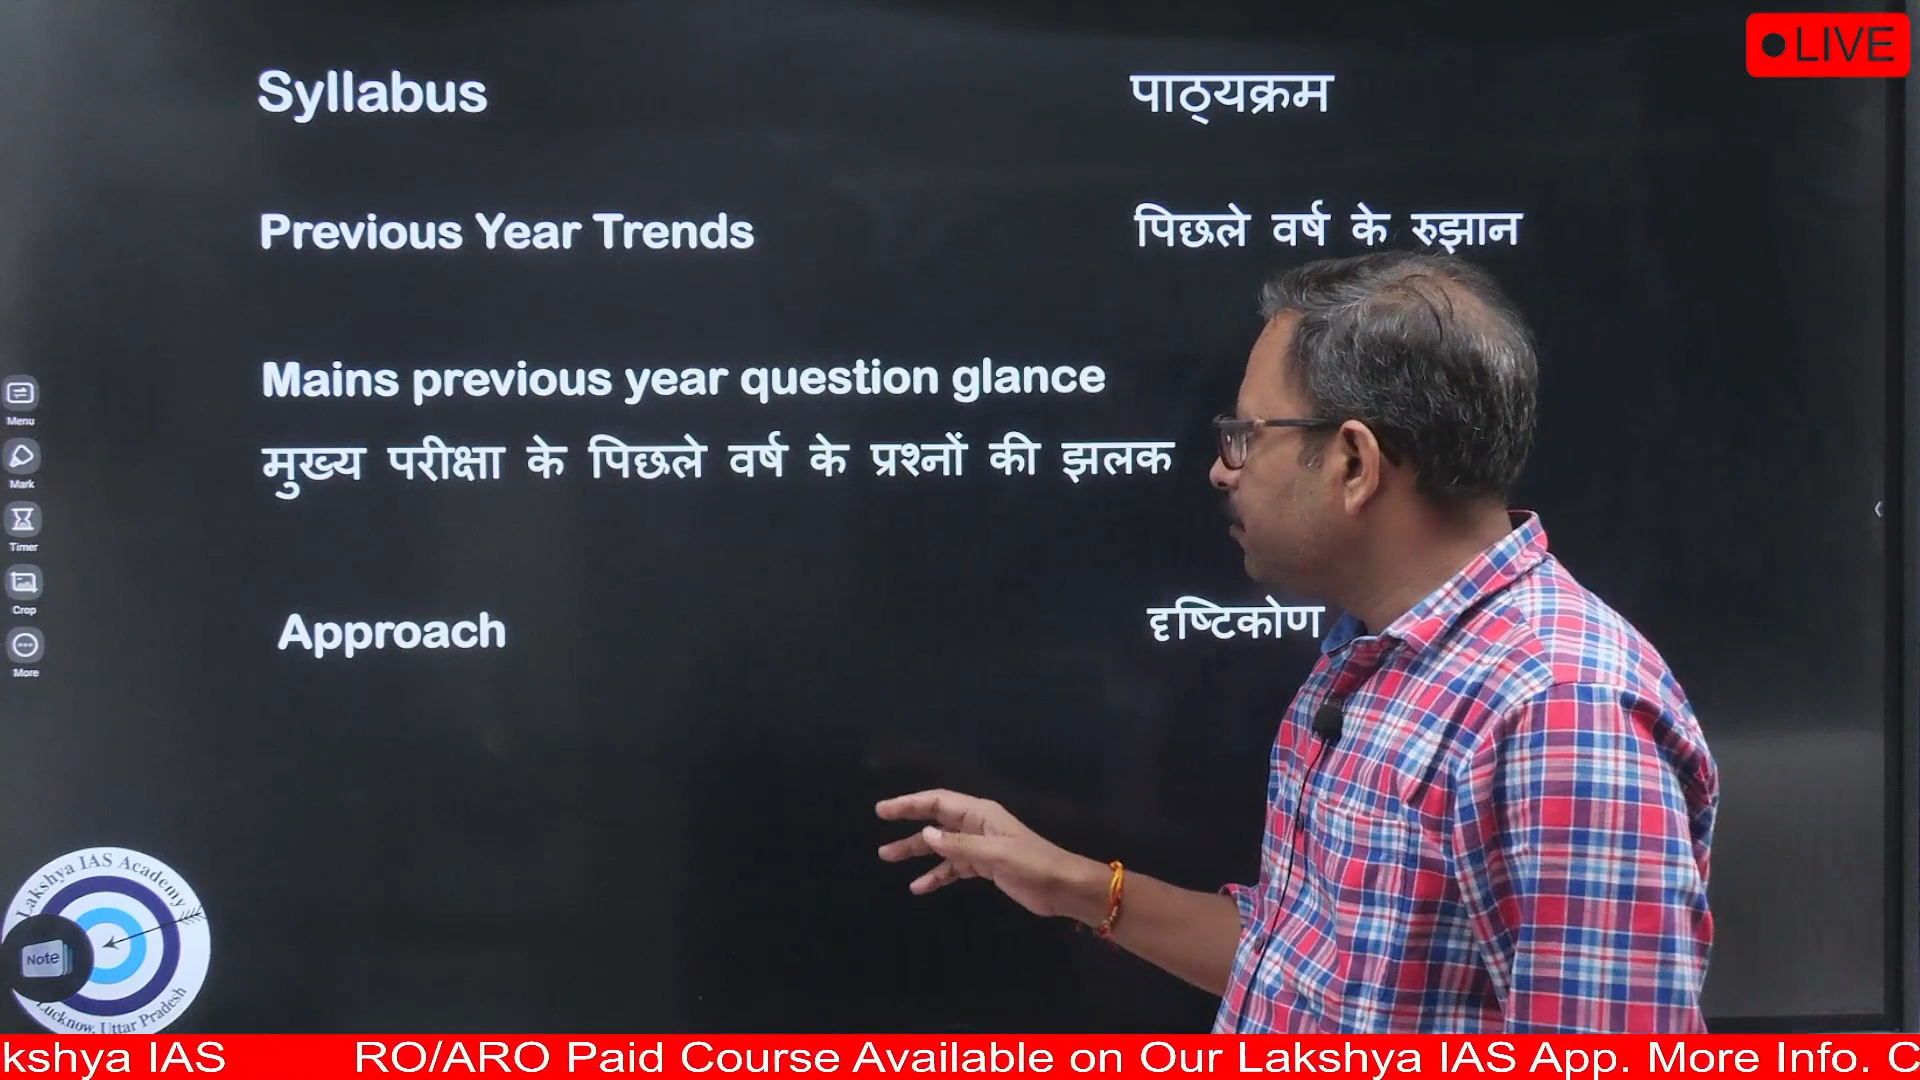 LIVE
Syllabus पाठ्यक्रम
Previous Year Trends पिछले वर्ष के रुझान
Mains previous year question glance
मुख्य परीक्षा के पिछले वर्ष के प्रश्नों की झलक
Approach दृष्टिकोण
Menu
Mark
Timer
Crop
More
Lakshya IAS Academy
Note
Lucknow, Uttar Pradesh
kshya IAS RO/ARO Paid Course Available on Our Lakshya IAS App. More Info. C